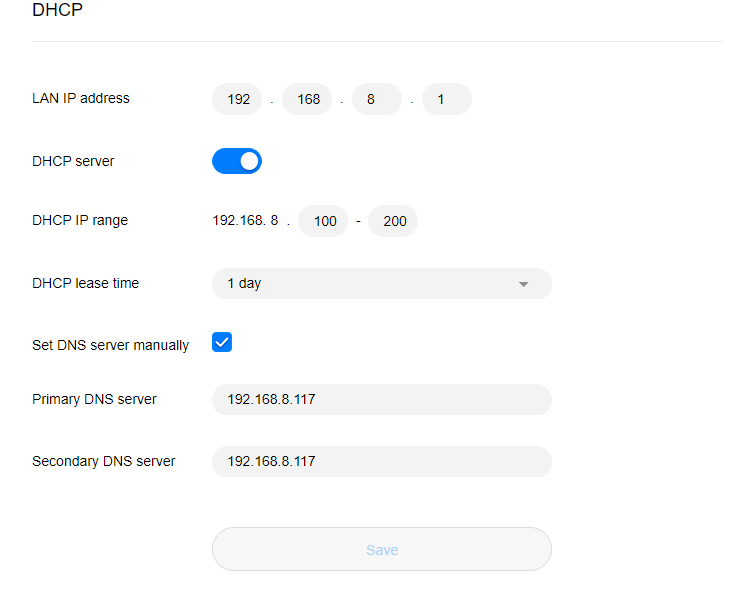 DHCP
LAN IP address 192 . 168 . 8 . 1
DHCP server
DHCP IP range 192.168. 8 . 100 - 200
DHCP lease time 1 day
Set DNS server manually
Primary DNS server 192.168.8.117
Secondary DNS server 192.168.8.117
Save